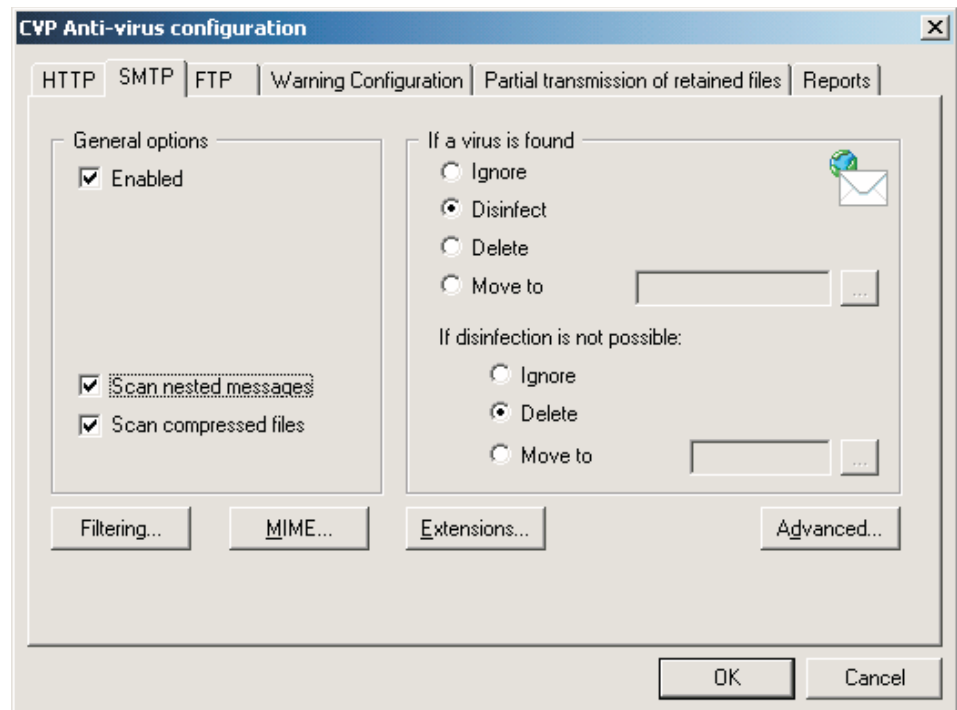 CVP Anti-virus configuration
HTTP SMTP FTP Warning Configuration Partial transmission of retained files Reports
General options
Enabled
Scan nested messages
Scan compressed files
If a virus is found
Ignore
Disinfect
Delete
Move to ...
If disinfection is not possible:
Ignore
Delete
Move to ...
Filtering... MIME... Extensions... Advanced...
OK Cancel